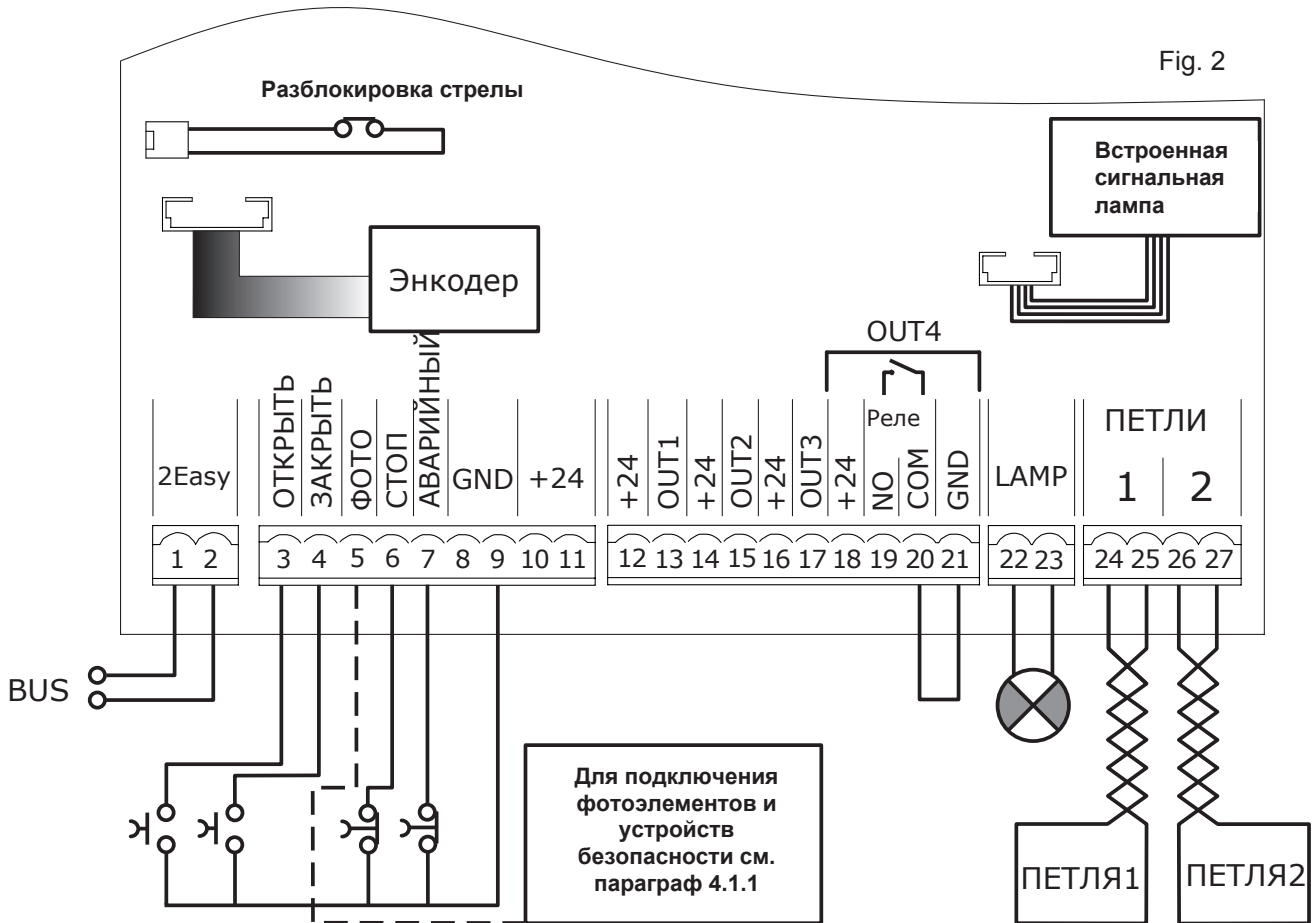 Fig. 2
Разблокировка стрелы
Встроенная
сигнальная
лампа
Энкодер
OUT4
Реле
2Easy
ОТКРЫТЬ
ЗАКРЫТЬ
ФОТО
СТОП
АВАРИЙНЫЙ
GND
+24
+24
OUT1
+24
OUT2
+24
OUT3
+24
NO
COM
GND
LAMP
ПЕТЛИ
1 2
1 2 3 4 5 6 7 8 9 10 11 12 13 14 15 16 17 18 19 20 21 22 23 24 25 26 27
BUS
Для подключения
фотоэлементов и
устройств
безопасности см.
параграф 4.1.1
ПЕТЛЯ1
ПЕТЛЯ2